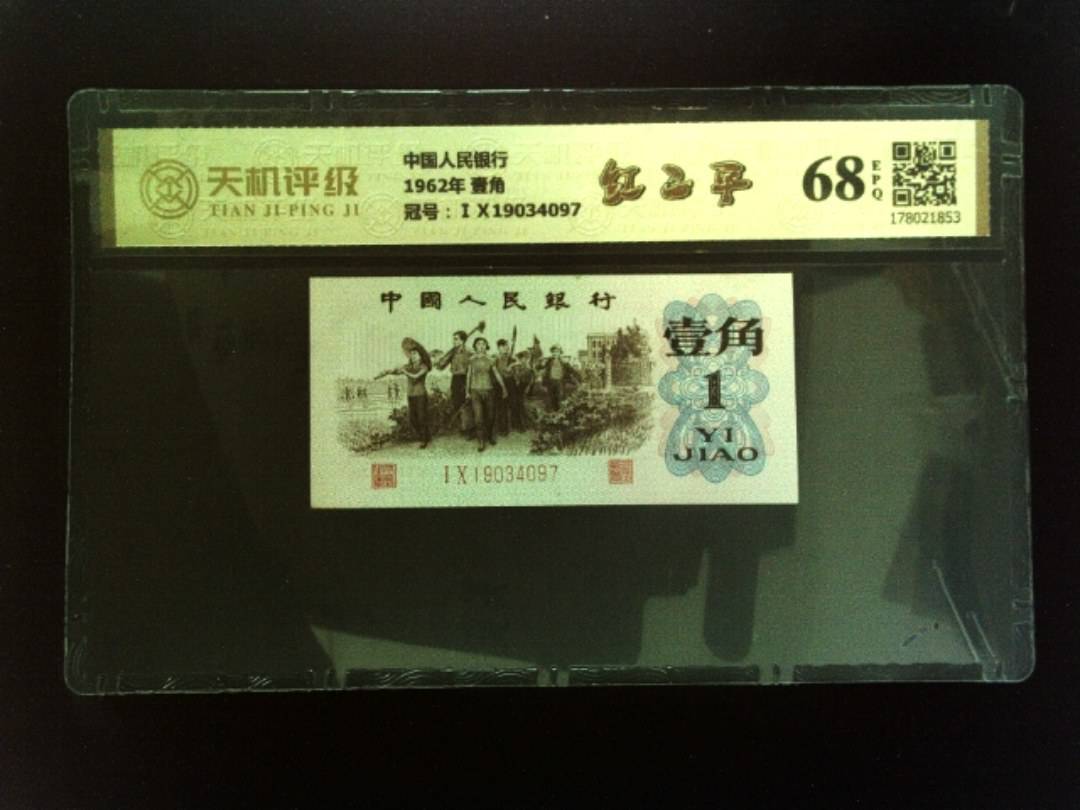 天机评级
TIAN JI PING JI
中国人民银行
1962年 壹角
冠号：ⅠⅩ19034097
红二平
68
EPQ
178021853
中國人民銀行
壹角
1
YI
JIAO
ⅠⅩ19034097